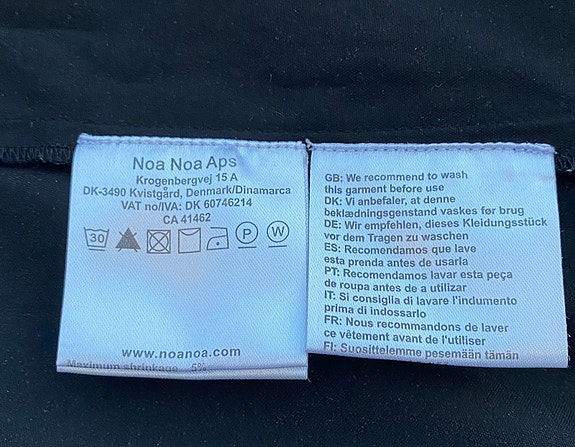 Noa Noa Aps
Krogenbergvej 15 A
DK-3490 Kvistgård, Denmark/Dinamarca
VAT no/IVA: DK 60746214
CA 41462
30
P
W
www.noanoa.com
Maximum shrinkage 5%
GB: We recommend to wash
this garment before use
DK: Vi anbefaler, at denne
beklædningsgenstand vaskes før brug
DE: Wir empfehlen, dieses Kleidungsstück
vor dem Tragen zu waschen
ES: Recomendamos que lave
esta prenda antes de usarla
PT: Recomendamos lavar esta peça
de roupa antes de a utilizar
IT: Si consiglia di lavare l'indumento
prima di indossarlo
FR: Nous recommandons de laver
ce vêtement avant de l'utiliser
FI: Suosittelemme pesemään tämän